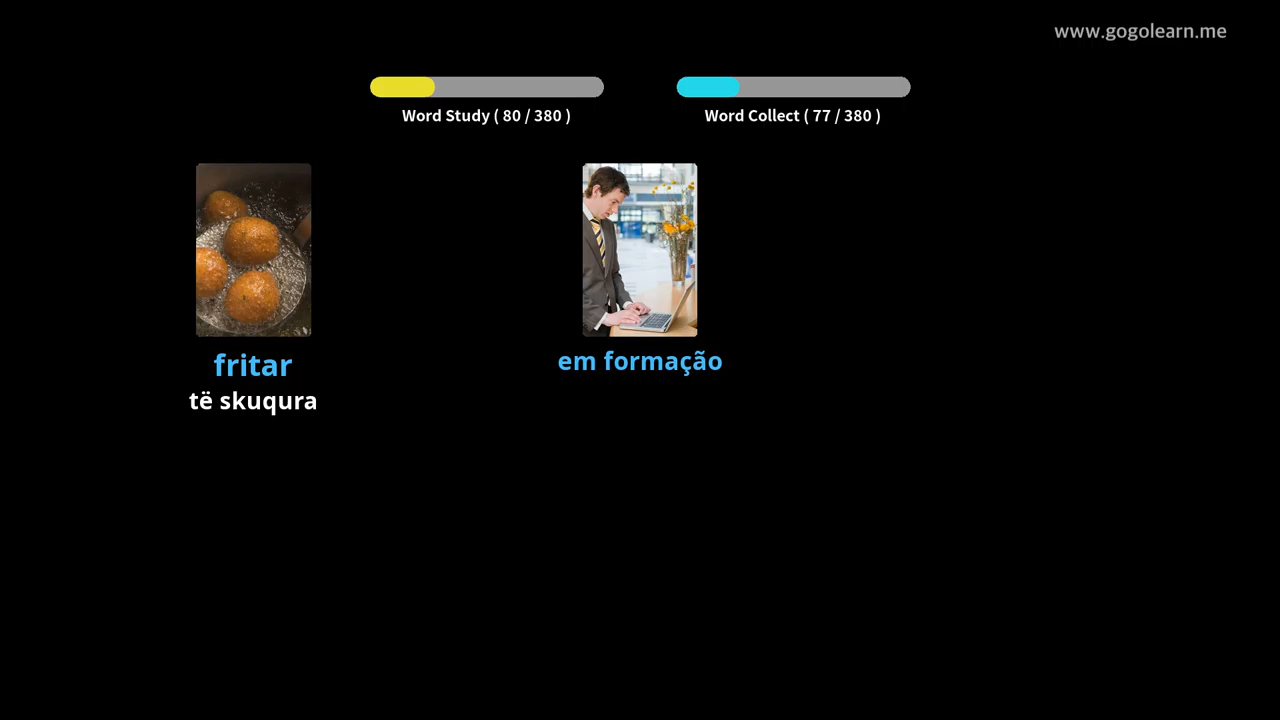 www.gogolearn.me
Word Study ( 80 / 380 )
Word Collect ( 77 / 380 )
fritar
të skuqura
em formação